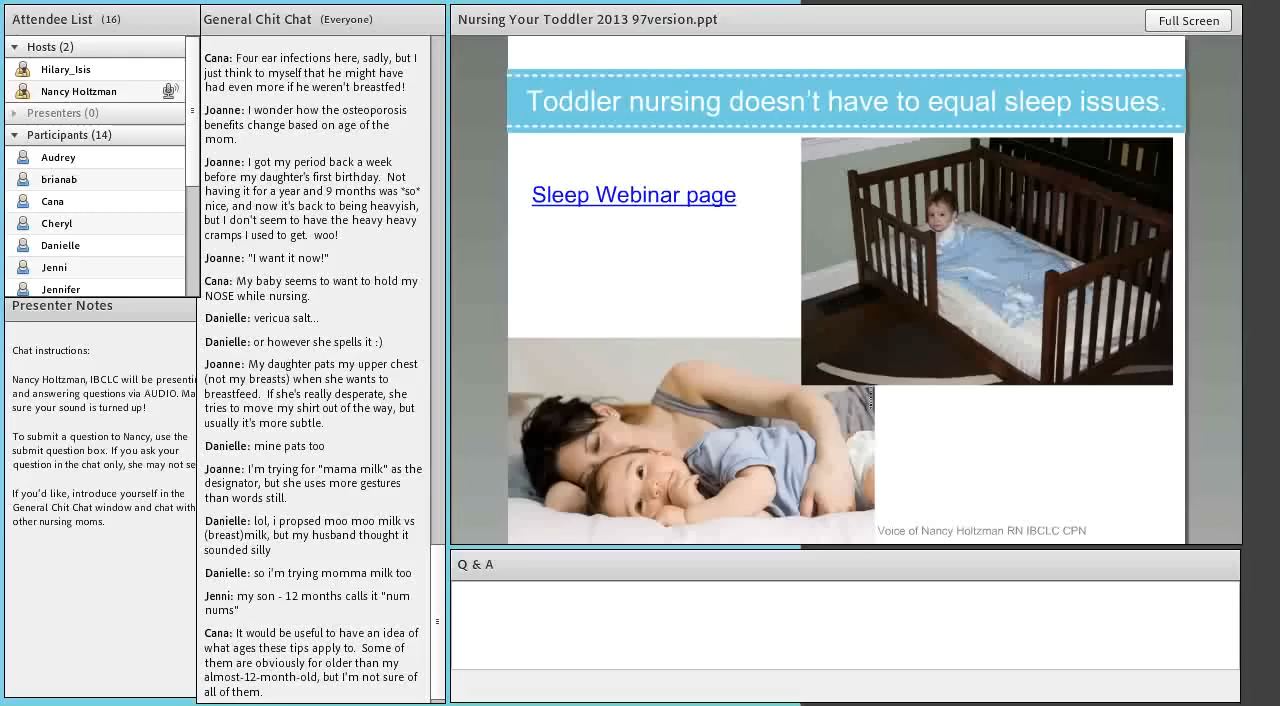 Attendee List (16)
Hosts (2)
Hilary_Isis
Nancy Holtzman
Presenters (0)
Participants (14)
Audrey
brianab
Cana
Cheryl
Danielle
Jenni
Jennifer
Presenter Notes
Chat instructions:
Nancy Holtzman, IBCLC will be presenti
and answering questions via AUDIO. Ma
sure your sound is turned up!
To submit a question to Nancy, use the
submit question box. If you ask your
question in the chat only, she may not se
If you'd like, introduce yourself in the
General Chit Chat window and chat with
other nursing moms.
General Chit Chat (Everyone)
Cana: Four ear infections here, sadly, but I
just think to myself that he might have
had even more if he weren't breastfed!
Joanne: I wonder how the osteoporosis
benefits change based on age of the
mom.
Joanne: I got my period back a week
before my daughter's first birthday. Not
having it for a year and 9 months was *so*
nice, and now it's back to being heavyish,
but I don't seem to have the heavy heavy
cramps I used to get. woo!
Joanne: "I want it now!"
Cana: My baby seems to want to hold my
NOSE while nursing.
Danielle: vericua salt...
Danielle: or however she spells it :)
Joanne: My daughter pats my upper chest
(not my breasts) when she wants to
breastfeed. If she's really desperate, she
tries to move my shirt out of the way, but
usually it's more subtle.
Danielle: mine pats too
Joanne: I'm trying for "mama milk" as the
designator, but she uses more gestures
than words still.
Danielle: lol, i propsed moo moo milk vs
(breast)milk, but my husband thought it
sounded silly
Danielle: so i'm trying momma milk too
Jenni: my son - 12 months calls it "num
nums"
Cana: It would be useful to have an idea of
what ages these tips apply to. Some of
them are obviously for older than my
almost-12-month-old, but I'm not sure of
all of them.
Nursing Your Toddler 2013 97version.ppt
Full Screen
Toddler nursing doesn't have to equal sleep issues.
Sleep Webinar page
Voice of Nancy Holtzman RN IBCLC CPN
Q & A